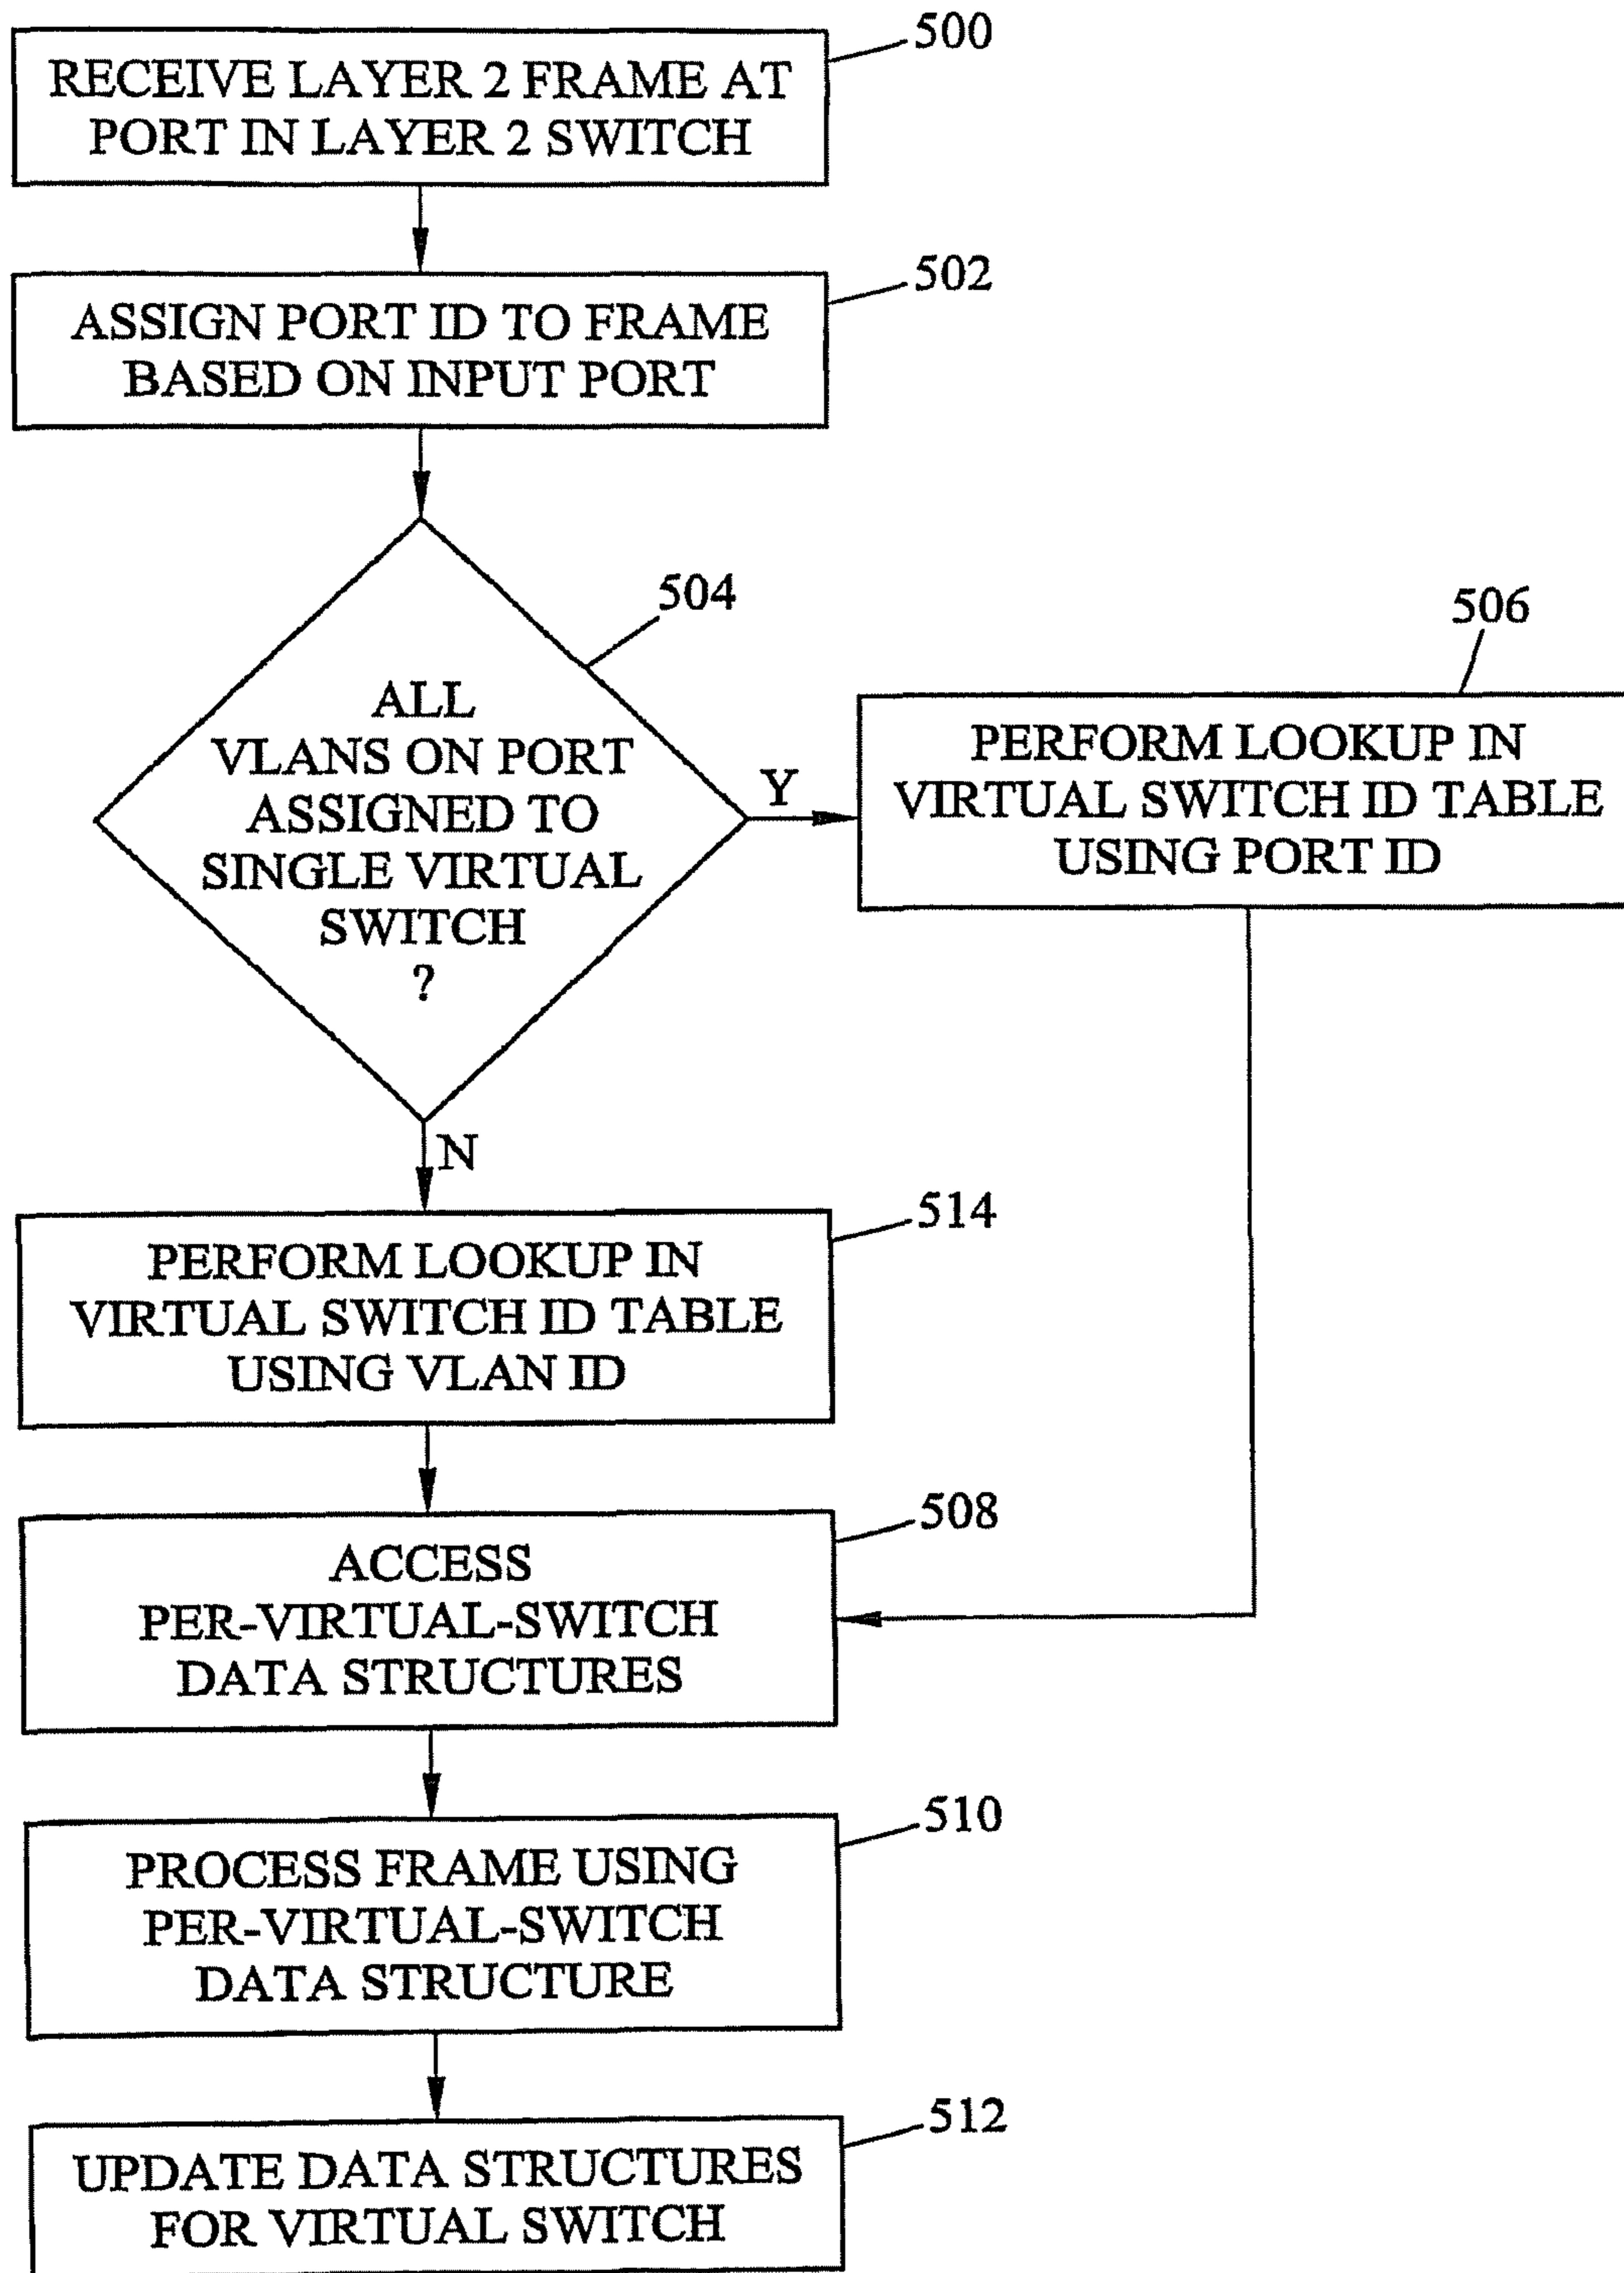 500
RECEIVE LAYER 2 FRAME AT
PORT IN LAYER 2 SWITCH
502
ASSIGN PORT ID TO FRAME
BASED ON INPUT PORT
504
ALL
VLANS ON PORT
ASSIGNED TO
SINGLE VIRTUAL
SWITCH
?
Y
506
PERFORM LOOKUP IN
VIRTUAL SWITCH ID TABLE
USING PORT ID
N
514
PERFORM LOOKUP IN
VIRTUAL SWITCH ID TABLE
USING VLAN ID
508
ACCESS
PER-VIRTUAL-SWITCH
DATA STRUCTURES
510
PROCESS FRAME USING
PER-VIRTUAL-SWITCH
DATA STRUCTURE
512
UPDATE DATA STRUCTURES
FOR VIRTUAL SWITCH